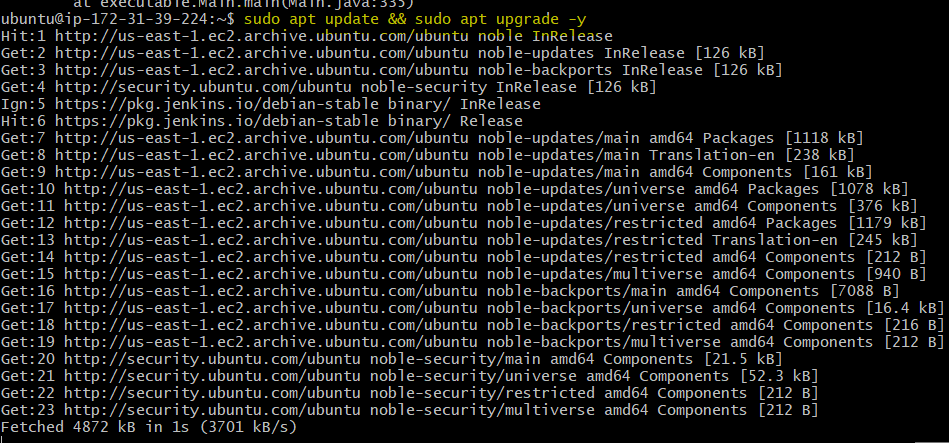 at executable.Main.main(Main.java:335)
ubuntu@ip-172-31-39-224:~$ sudo apt update && sudo apt upgrade -y
Hit:1 http://us-east-1.ec2.archive.ubuntu.com/ubuntu noble InRelease
Get:2 http://us-east-1.ec2.archive.ubuntu.com/ubuntu noble-updates InRelease [126 kB]
Get:3 http://us-east-1.ec2.archive.ubuntu.com/ubuntu noble-backports InRelease [126 kB]
Get:4 http://security.ubuntu.com/ubuntu noble-security InRelease [126 kB]
Ign:5 https://pkg.jenkins.io/debian-stable binary/ InRelease
Hit:6 https://pkg.jenkins.io/debian-stable binary/ Release
Get:7 http://us-east-1.ec2.archive.ubuntu.com/ubuntu noble-updates/main amd64 Packages [1118 kB]
Get:8 http://us-east-1.ec2.archive.ubuntu.com/ubuntu noble-updates/main Translation-en [238 kB]
Get:9 http://us-east-1.ec2.archive.ubuntu.com/ubuntu noble-updates/main amd64 Components [161 kB]
Get:10 http://us-east-1.ec2.archive.ubuntu.com/ubuntu noble-updates/universe amd64 Packages [1078 kB]
Get:11 http://us-east-1.ec2.archive.ubuntu.com/ubuntu noble-updates/universe amd64 Components [376 kB]
Get:12 http://us-east-1.ec2.archive.ubuntu.com/ubuntu noble-updates/restricted amd64 Packages [1179 kB]
Get:13 http://us-east-1.ec2.archive.ubuntu.com/ubuntu noble-updates/restricted Translation-en [245 kB]
Get:14 http://us-east-1.ec2.archive.ubuntu.com/ubuntu noble-updates/restricted amd64 Components [212 B]
Get:15 http://us-east-1.ec2.archive.ubuntu.com/ubuntu noble-updates/multiverse amd64 Components [940 B]
Get:16 http://us-east-1.ec2.archive.ubuntu.com/ubuntu noble-backports/main amd64 Components [7088 B]
Get:17 http://us-east-1.ec2.archive.ubuntu.com/ubuntu noble-backports/universe amd64 Components [16.4 kB]
Get:18 http://us-east-1.ec2.archive.ubuntu.com/ubuntu noble-backports/restricted amd64 Components [216 B]
Get:19 http://us-east-1.ec2.archive.ubuntu.com/ubuntu noble-backports/multiverse amd64 Components [212 B]
Get:20 http://security.ubuntu.com/ubuntu noble-security/main amd64 Components [21.5 kB]
Get:21 http://security.ubuntu.com/ubuntu noble-security/universe amd64 Components [52.3 kB]
Get:22 http://security.ubuntu.com/ubuntu noble-security/restricted amd64 Components [212 B]
Get:23 http://security.ubuntu.com/ubuntu noble-security/multiverse amd64 Components [212 B]
Fetched 4872 kB in 1s (3701 kB/s)